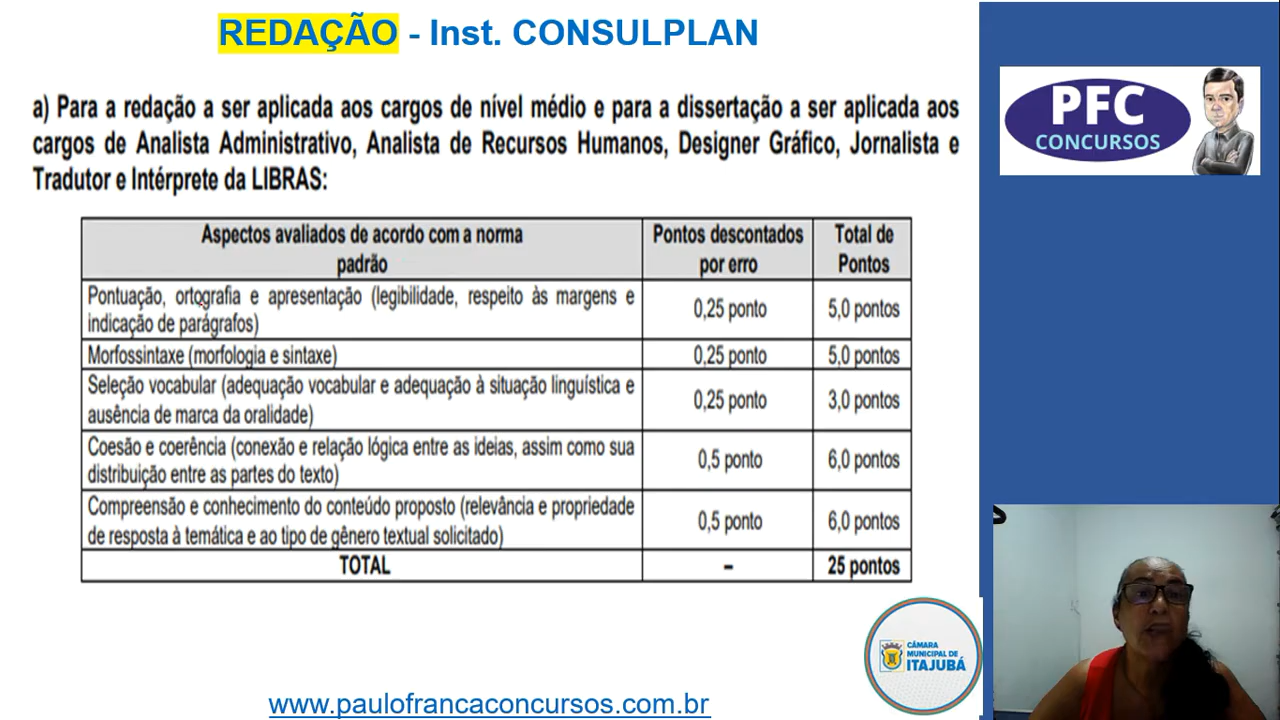 REDAÇÃO - Inst. CONSULPLAN
a) Para a redação a ser aplicada aos cargos de nível médio e para a dissertação a ser aplicada aos
cargos de Analista Administrativo, Analista de Recursos Humanos, Designer Gráfico, Jornalista e
Tradutor e Intérprete da LIBRAS:
Aspectos avaliados de acordo com a norma
padrão
Pontos descontados
por erro
Total de
Pontos
Pontuação, ortografia e apresentação (legibilidade, respeito às margens e
indicação de parágrafos)
0,25 ponto
5,0 pontos
Morfossintaxe (morfologia e sintaxe)
0,25 ponto
5,0 pontos
Seleção vocabular (adequação vocabular e adequação à situação linguística e
ausência de marca da oralidade)
0,25 ponto
3,0 pontos
Coesão e coerência (conexão e relação lógica entre as ideias, assim como sua
distribuição entre as partes do texto)
0,5 ponto
6,0 pontos
Compreensão e conhecimento do conteúdo proposto (relevância e propriedade
de resposta à temática e ao tipo de gênero textual solicitado)
0,5 ponto
6,0 pontos
TOTAL
–
25 pontos
CÂMARA
MUNICIPAL DE
ITAJUBÁ
www.paulofrancaconcursos.com.br
PFC
CONCURSOS